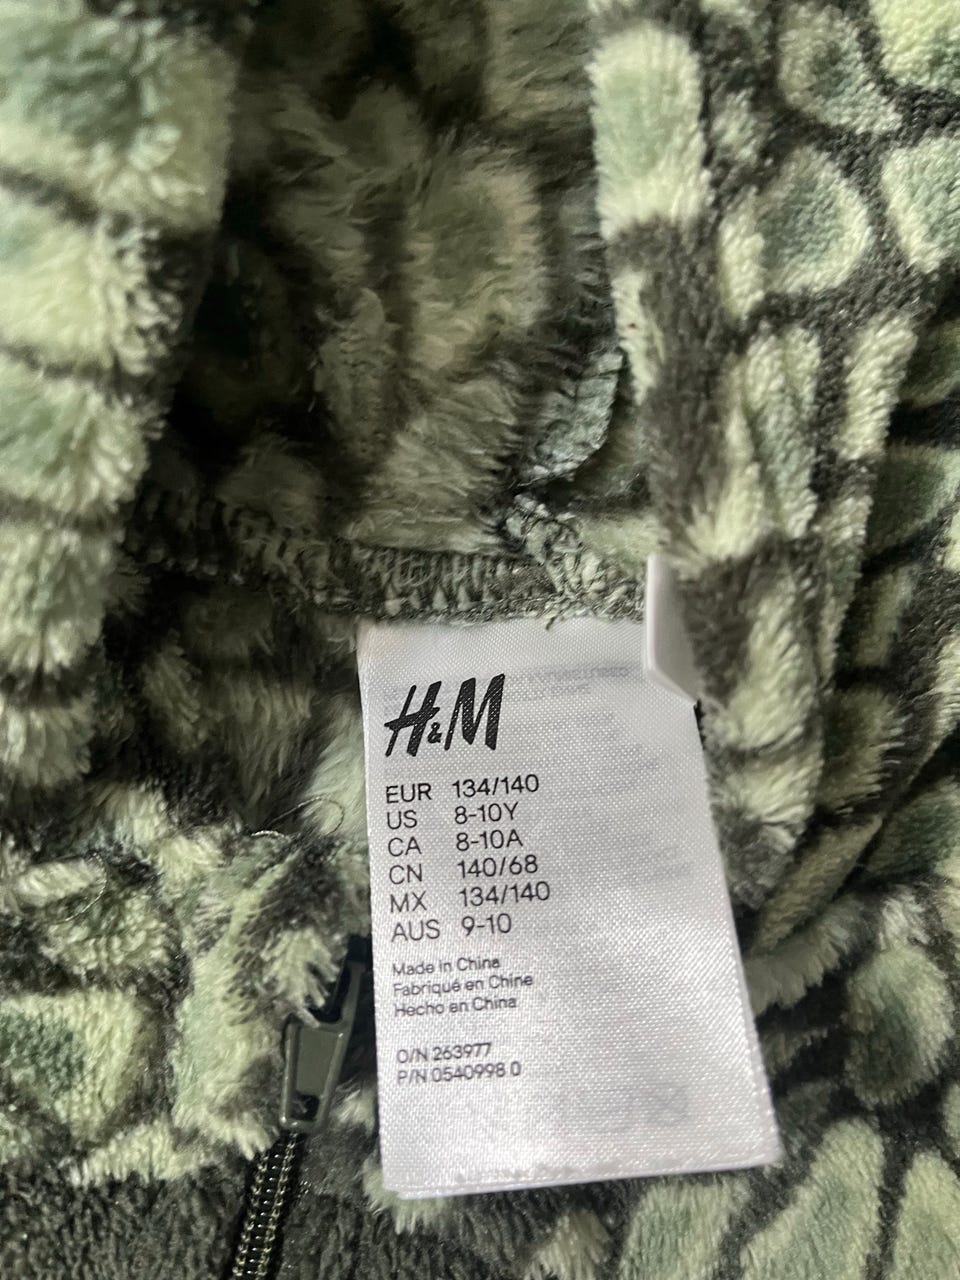 H&M
EUR 134/140
US 8-10Y
CA 8-10A
CN 140/68
MX 134/140
AUS 9-10
Made in China
Fabriqué en Chine
Hecho en China
O/N 263977
P/N 0540998 0